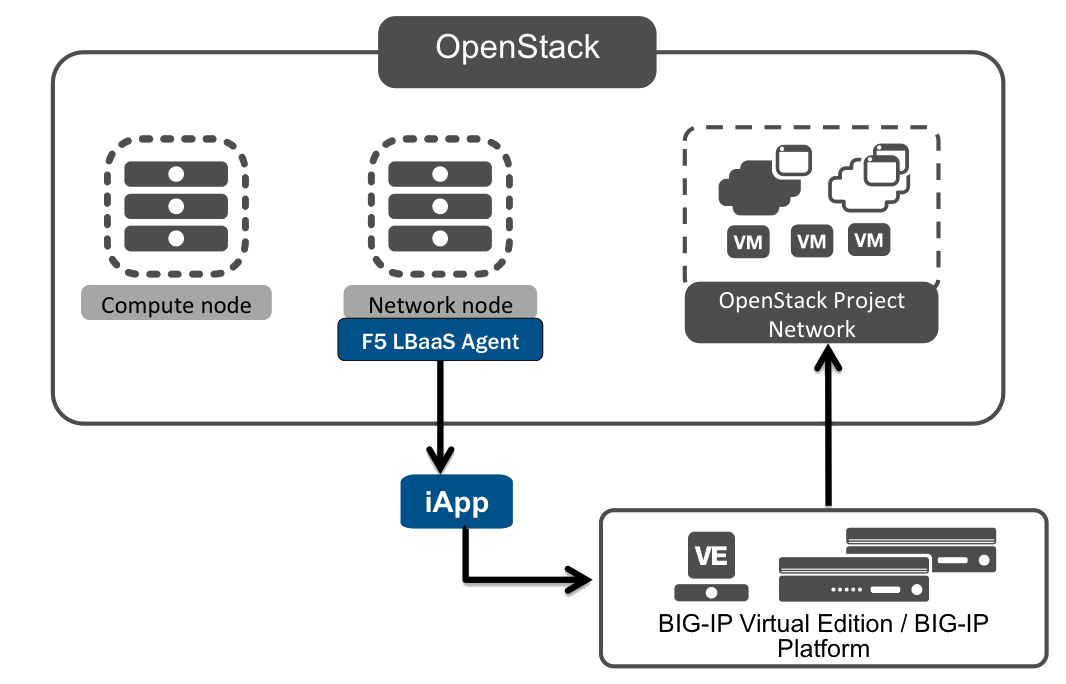 OpenStack
Compute node
Network node
F5 LBaaS Agent
VM
VM
VM
OpenStack Project
Network
iApp
VE
BIG-IP Virtual Edition / BIG-IP
Platform